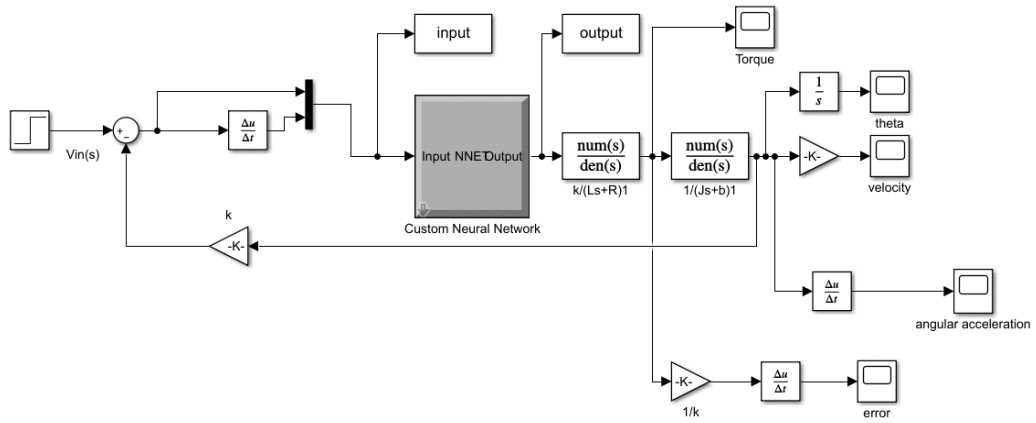 input
output
Torque
Δu
Δt
+
-
Vin(s)
Input NNET
Output
num(s)
den(s)
k/(Ls+R)1
num(s)
den(s)
1/(Js+b)1
1
s
theta
-K-
velocity
Custom Neural Network
k
-K-
Δu
Δt
angular acceleration
-K-
1/k
Δu
Δt
error